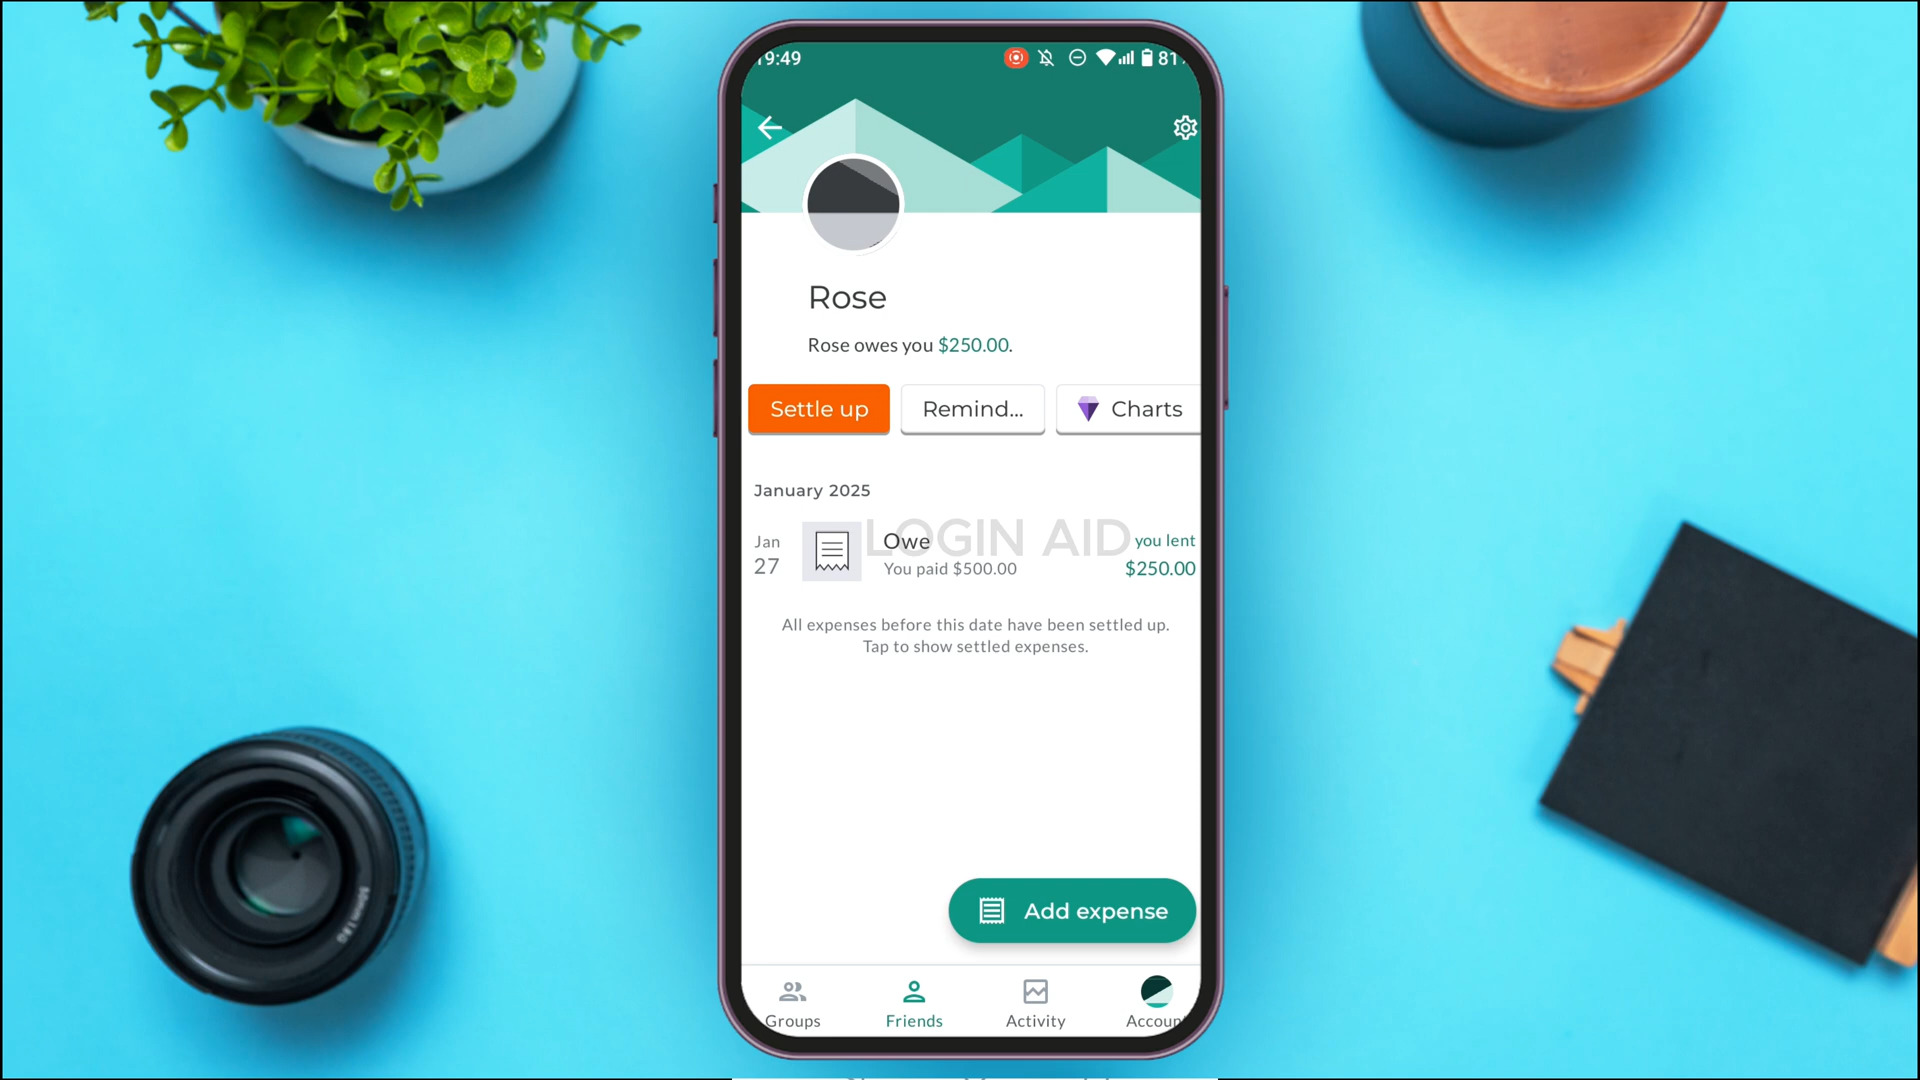 19:49
81
Rose
Rose owes you $250.00.
Settle up
Remind...
Charts
January 2025
Jan
27
Owe
You paid $500.00
you lent
$250.00
LOGIN AID
All expenses before this date have been settled up.
Tap to show settled expenses.
Add expense
Groups
Friends
Activity
Accoun